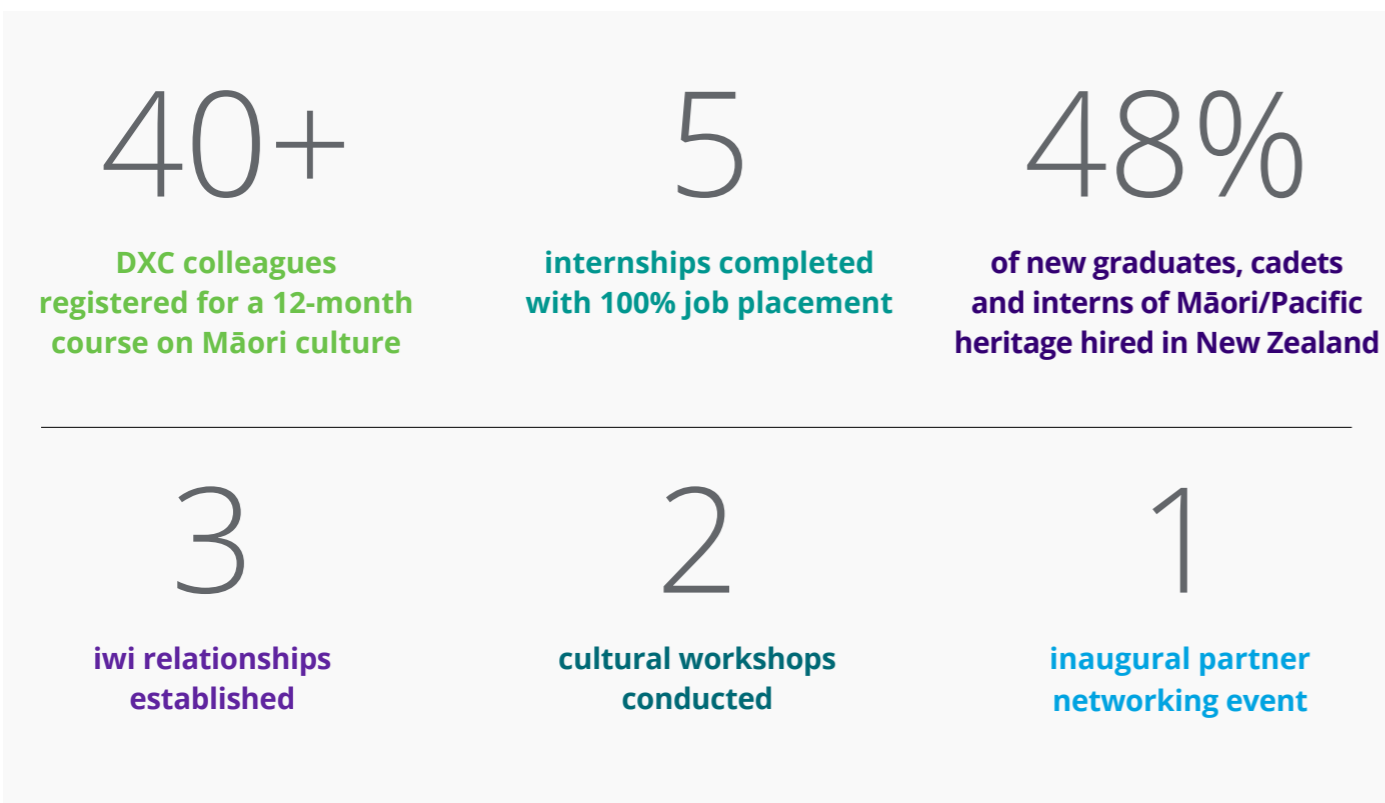 40+
DXC colleagues
registered for a 12-month
course on Māori culture
5
internships completed
with 100% job placement
48%
of new graduates, cadets
and interns of Māori/Pacific
heritage hired in New Zealand
3
iwi relationships
established
2
cultural workshops
conducted
1
inaugural partner
networking event